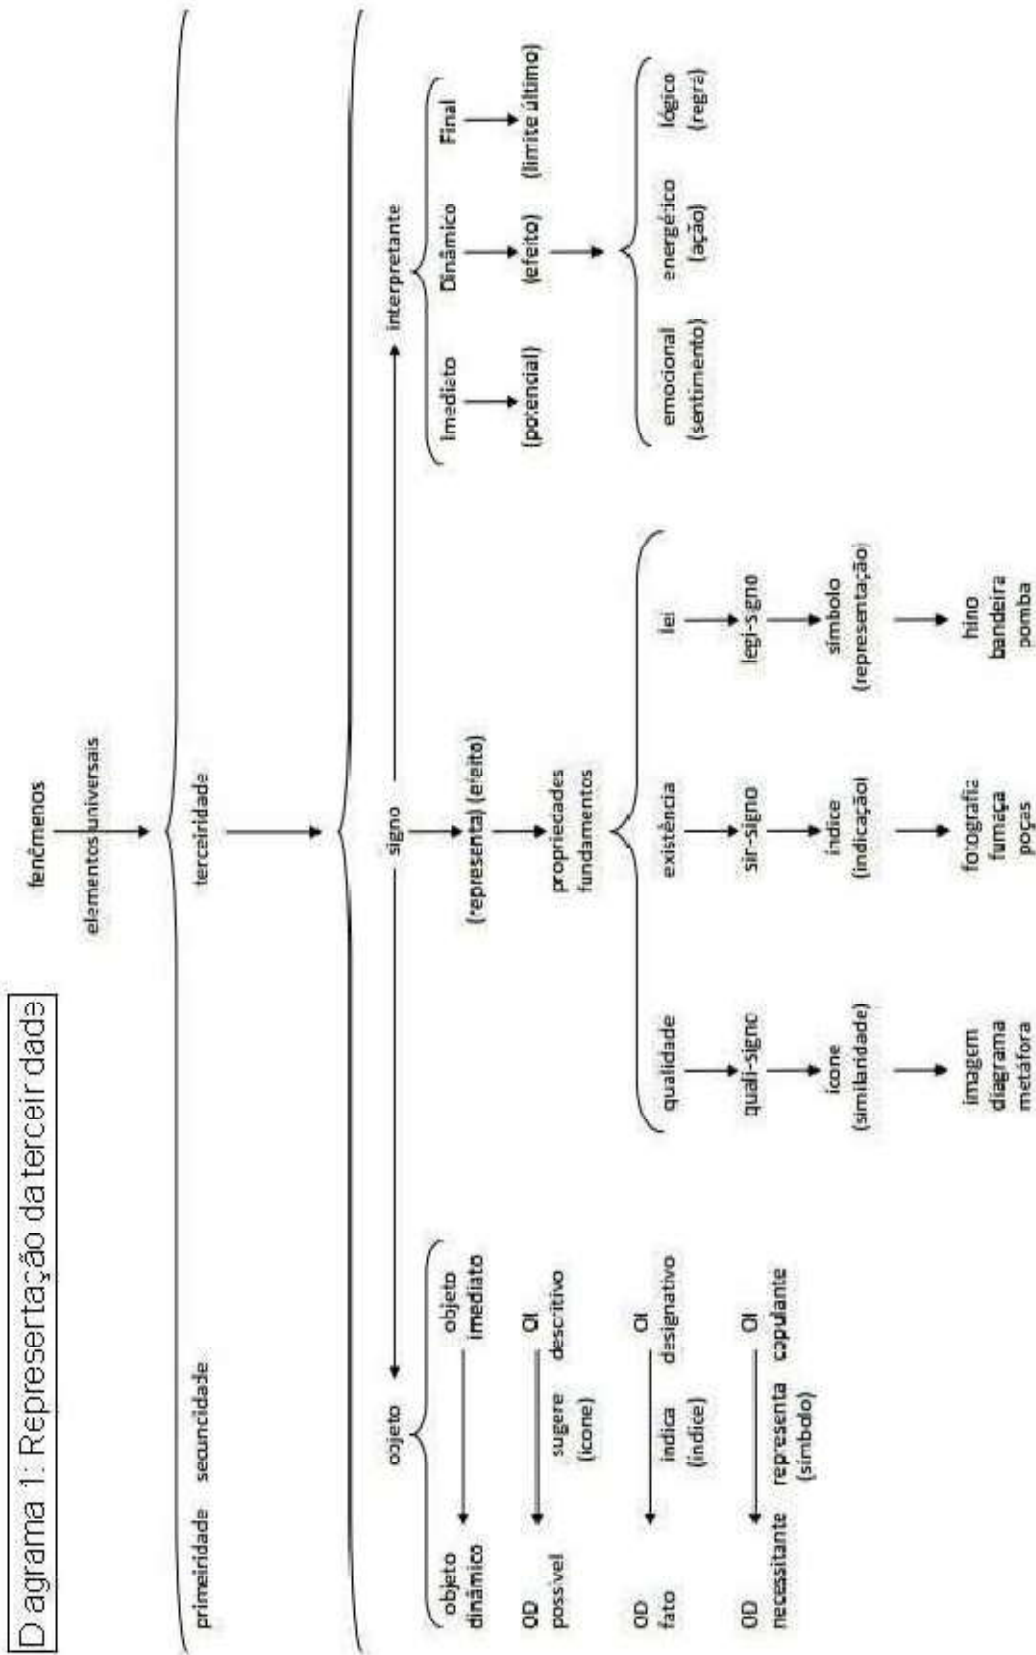 Diagrama 1: Representação da terceiridade
fenômenos
elementos universais
primeiridade secundidade terceiridade
objeto signo interpretante
objeto dinâmico
objeto imediato
(representa) (efeito)
Imediato Dinâmico Final
(potencial) (efeito) (limite último)
OD possível
sugere (ícone)
OI descritivo
propriedades
fundamentos
OD fato
indica (índice)
OI designativo
qualidade existência lei
emocional (sentimento)
energético (ação)
lógico (regra)
quali-signo sin-signo legi-signo
OD necessitante
representa (símbolo)
OI copulante
ícone (similaridade)
índice (indicação)
símbolo (representação)
imagem
diagrama
metáfora
fotografia
fumaça
poças
hino
bandeira
pomba